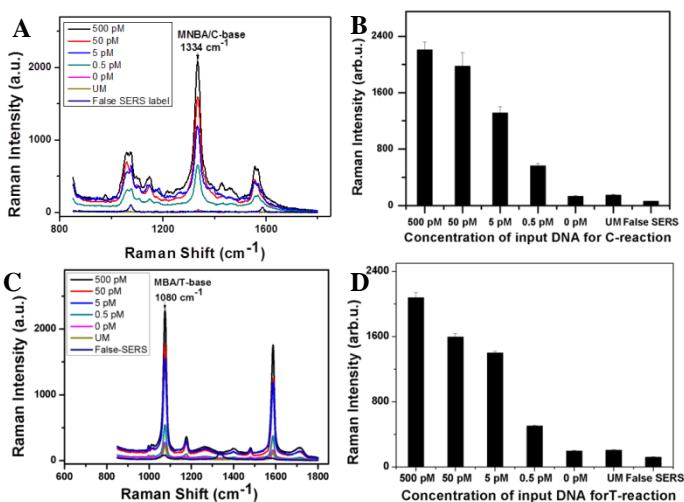 A
500 pM
50 pM
5 pM
0.5 pM
0 pM
UM
False SERS label
MNBA/C-base
1334 cm-1
Raman Intensity (a.u.)
2000
1000
0
800
1200
1600
Raman Shift (cm-1)
B
Raman Intensity (arb.u.)
2400
1600
800
0
500 pM
50 pM
5 pM
0.5 pM
0 pM
UM
False SERS
Concentration of input DNA for C-reaction
C
500 pM
50 pM
5 pM
0.5 pM
0 pM
UM
False-SERS
MBA/T-base
1080 cm-1
Raman Intensity (a.u.)
2000
1000
0
600
800
1000
1200
1400
1600
1800
Raman Shift (cm-1)
D
Raman Intensity (arb.u.)
2400
1600
800
0
500 pM
50 pM
5 pM
0.5 pM
0 pM
UM
False SERS
Concentration of input DNA forT-reaction